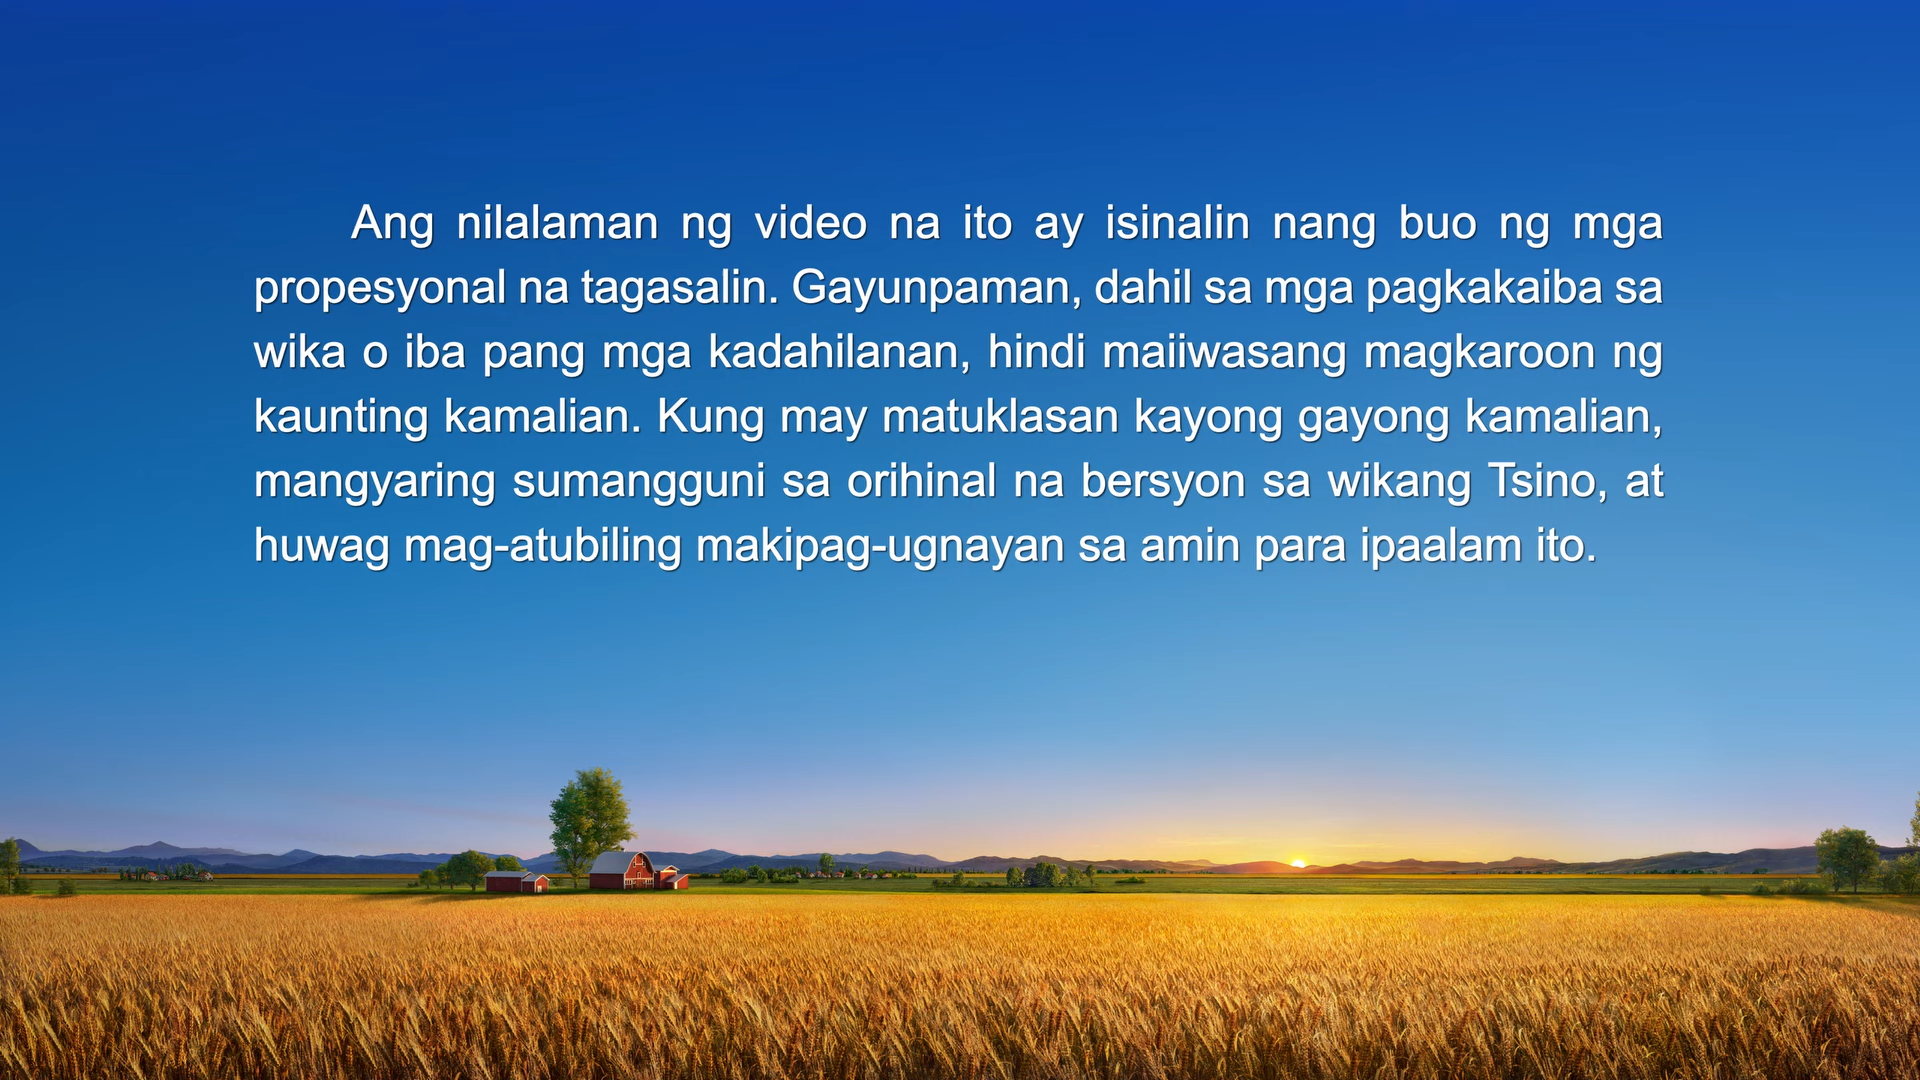 Ang nilalaman ng video na ito ay isinalin nang buo ng mga
propesyonal na tagasalin. Gayunpaman, dahil sa mga pagkakaiba sa
wika o iba pang mga kadahilanan, hindi maiiwasang magkaroon ng
kaunting kamalian. Kung may matuklasan kayong gayong kamalian,
mangyaring sumangguni sa orihinal na bersyon sa wikang Tsino, at
huwag mag-atubiling makipag-ugnayan sa amin para ipaalam ito.